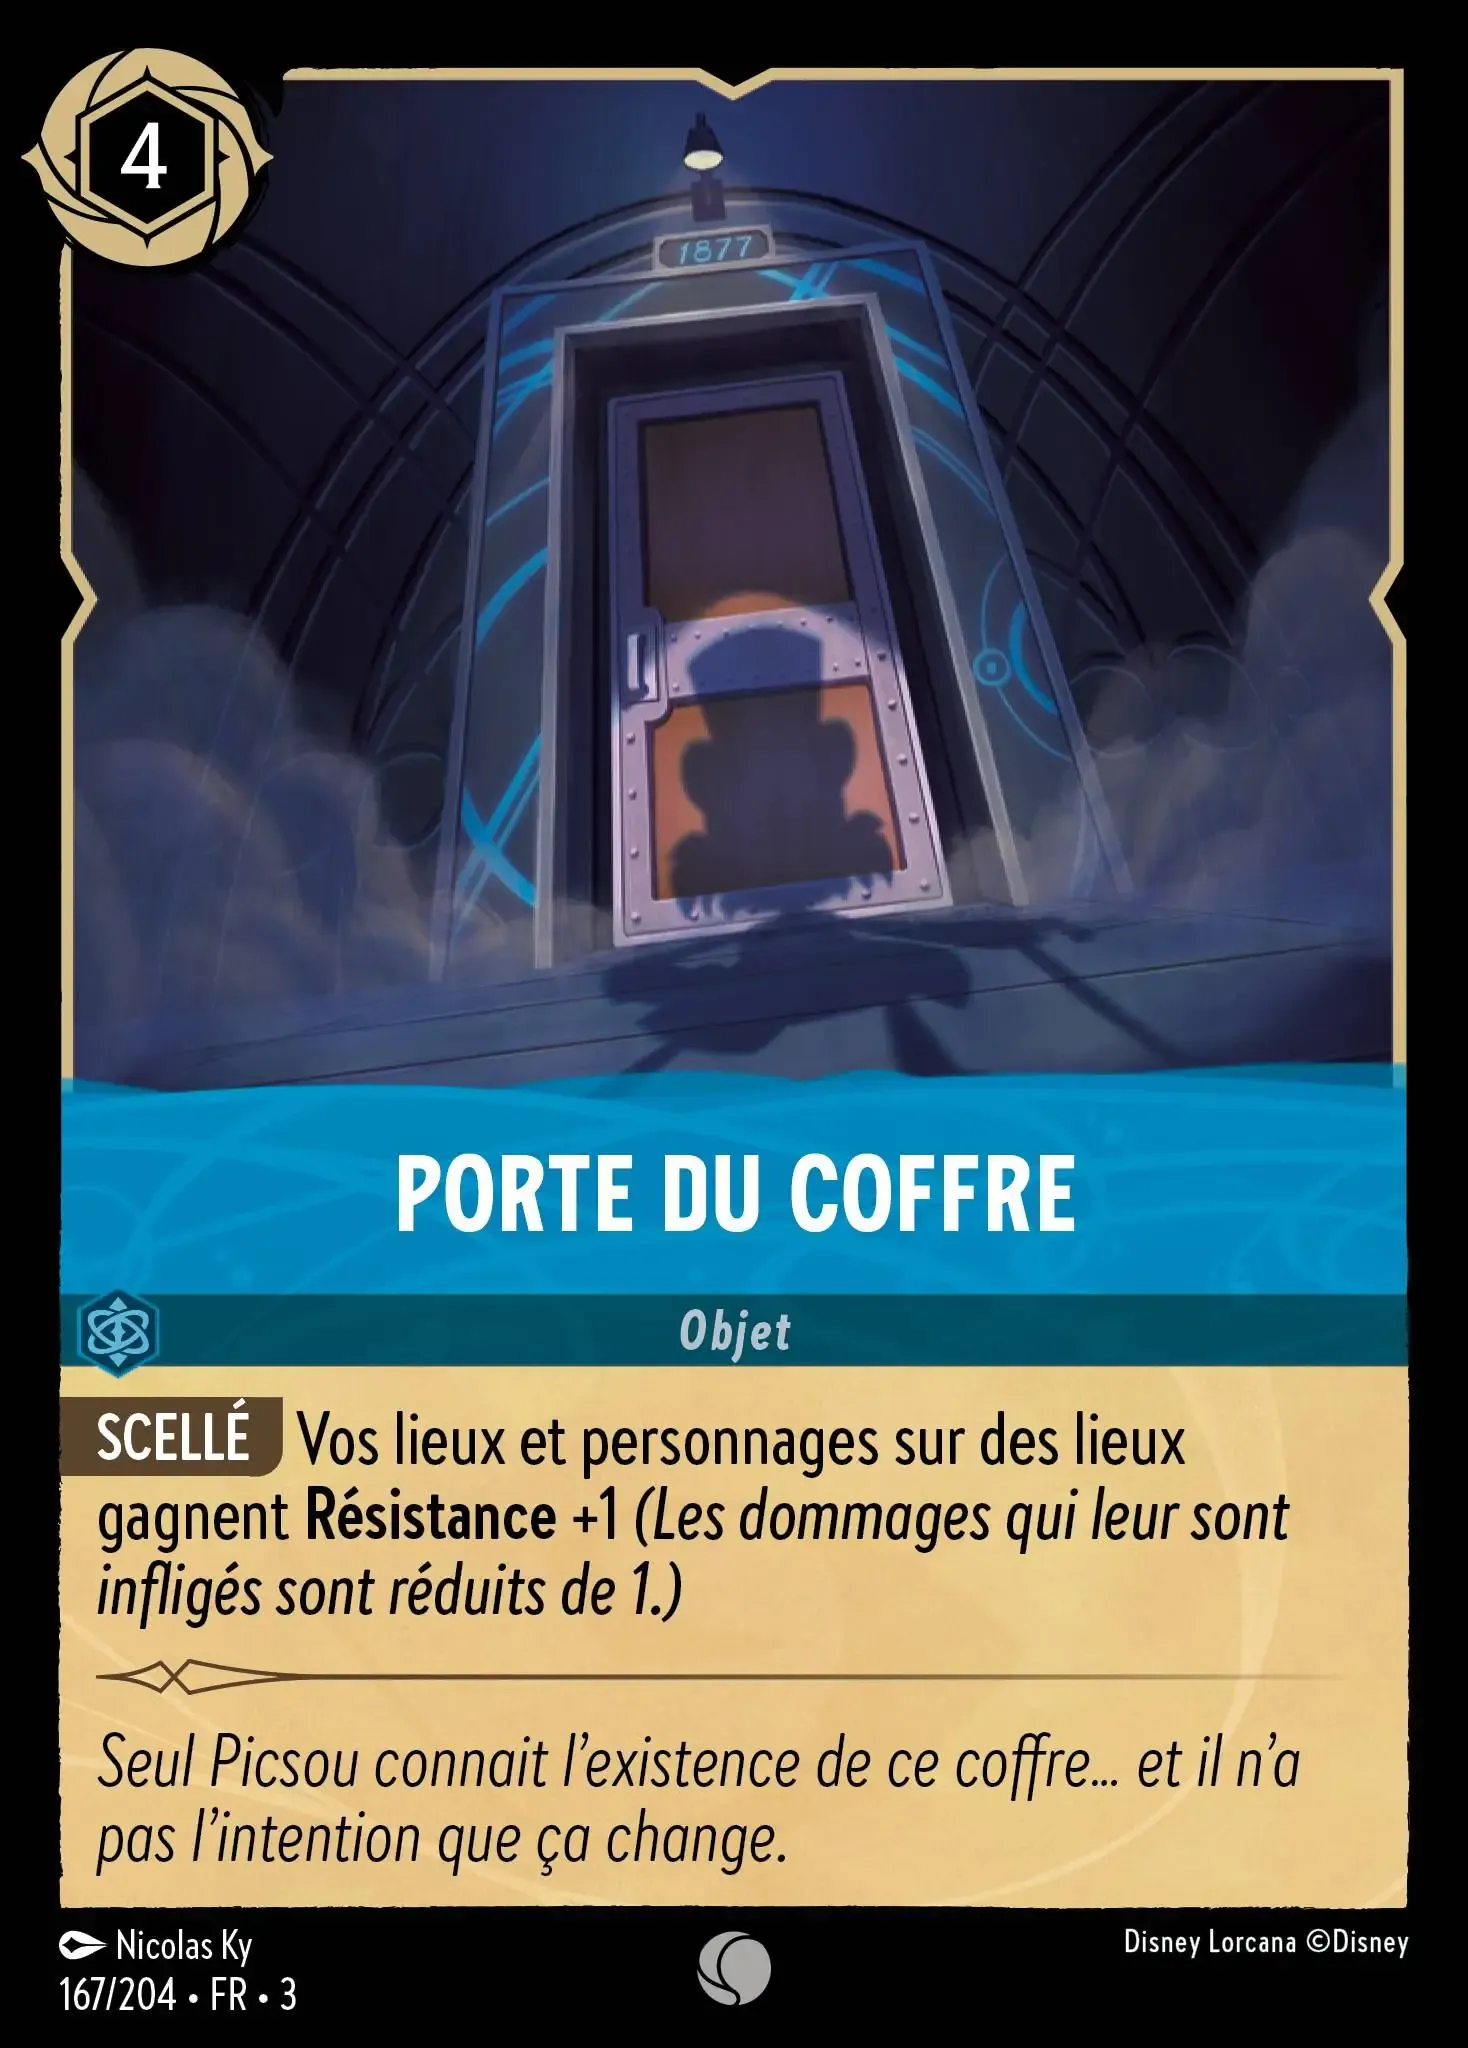 4
1877
PORTE DU COFFRE
Objet
SCELLÉ Vos lieux et personnages sur des lieux
gagnent Résistance +1 (Les dommages qui leur sont
infligés sont réduits de 1.)
Seul Picsou connait l’existence de ce coffre… et il n’a
pas l’intention que ça change.
Nicolas Ky
Disney Lorcana ©Disney
167/204 • FR • 3